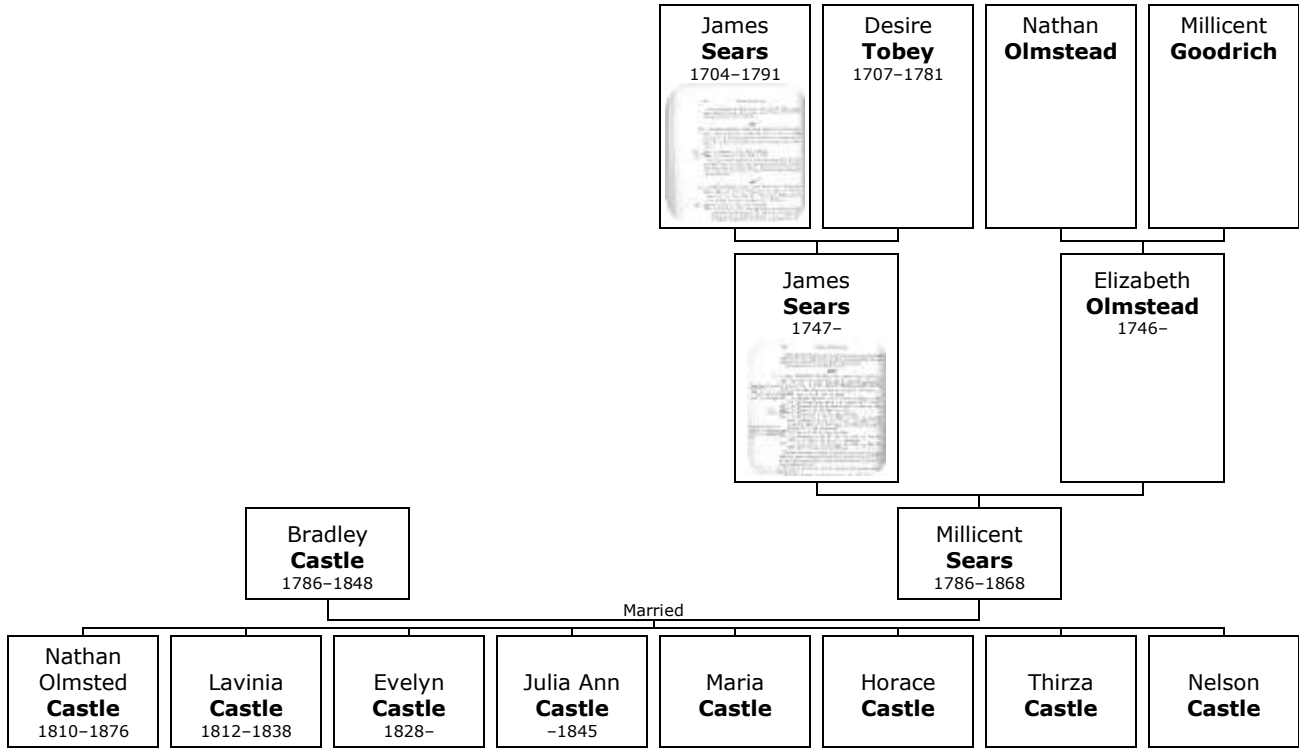 James
Sears
1704–1791
Desire
Tobey
1707–1781
Nathan
Olmstead
Millicent
Goodrich
James
Sears
1747–
Elizabeth
Olmstead
1746–
Bradley
Castle
1786–1848
Millicent
Sears
1786–1868
Married
Nathan
Olmsted
Castle
1810–1876
Lavinia
Castle
1812–1838
Evelyn
Castle
1828–
Julia Ann
Castle
–1845
Maria
Castle
Horace
Castle
Thirza
Castle
Nelson
Castle